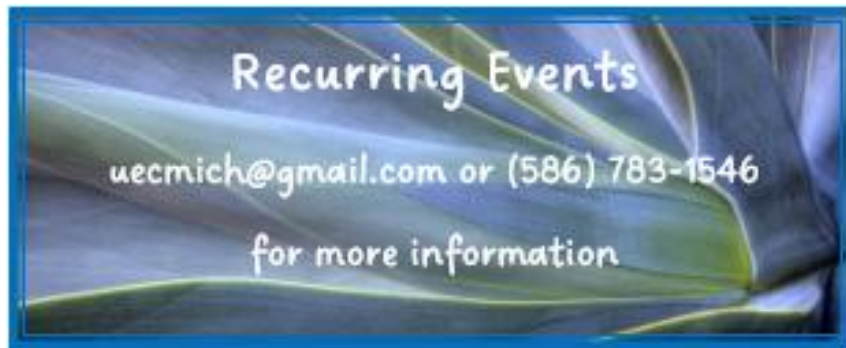 Recurring Events
uecmich@gmail.com or (586) 783-1546
for more information